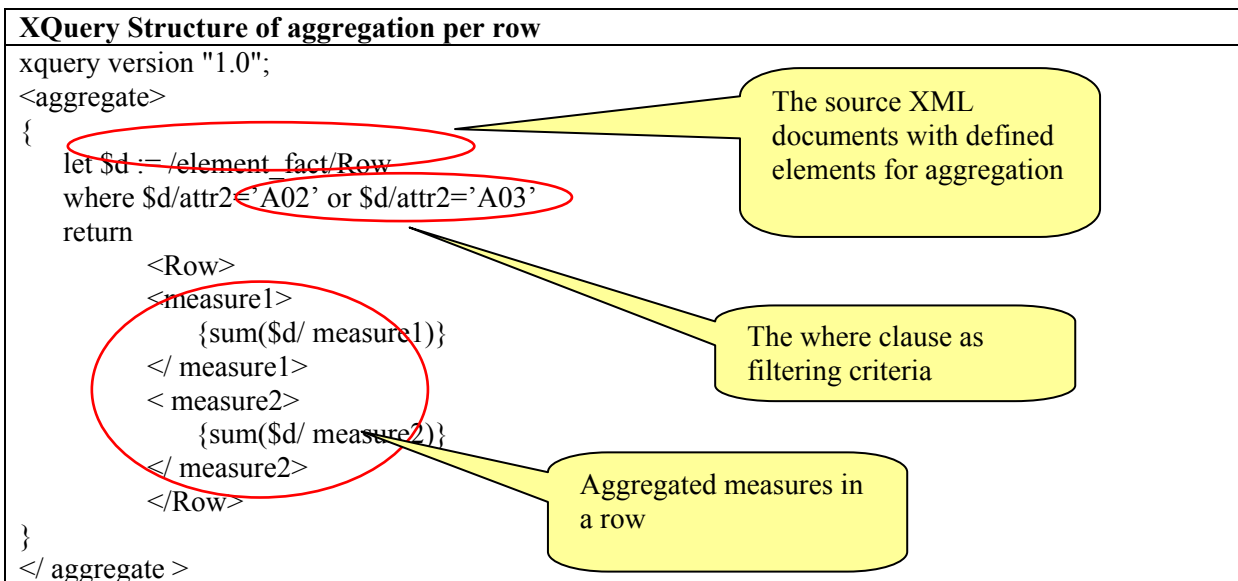 XQuery Structure of aggregation per row
xquery version "1.0";
<aggregate>
{
let $d := /element_fact/Row
where $d/attr2=’A02’ or $d/attr2=’A03’
return
<Row>
<measure1>
{sum($d/ measure1)}
</ measure1>
< measure2>
{sum($d/ measure2)}
</ measure2>
</Row>
}
</ aggregate >
The source XML
documents with defined
elements for aggregation
The where clause as
filtering criteria
Aggregated measures in
a row